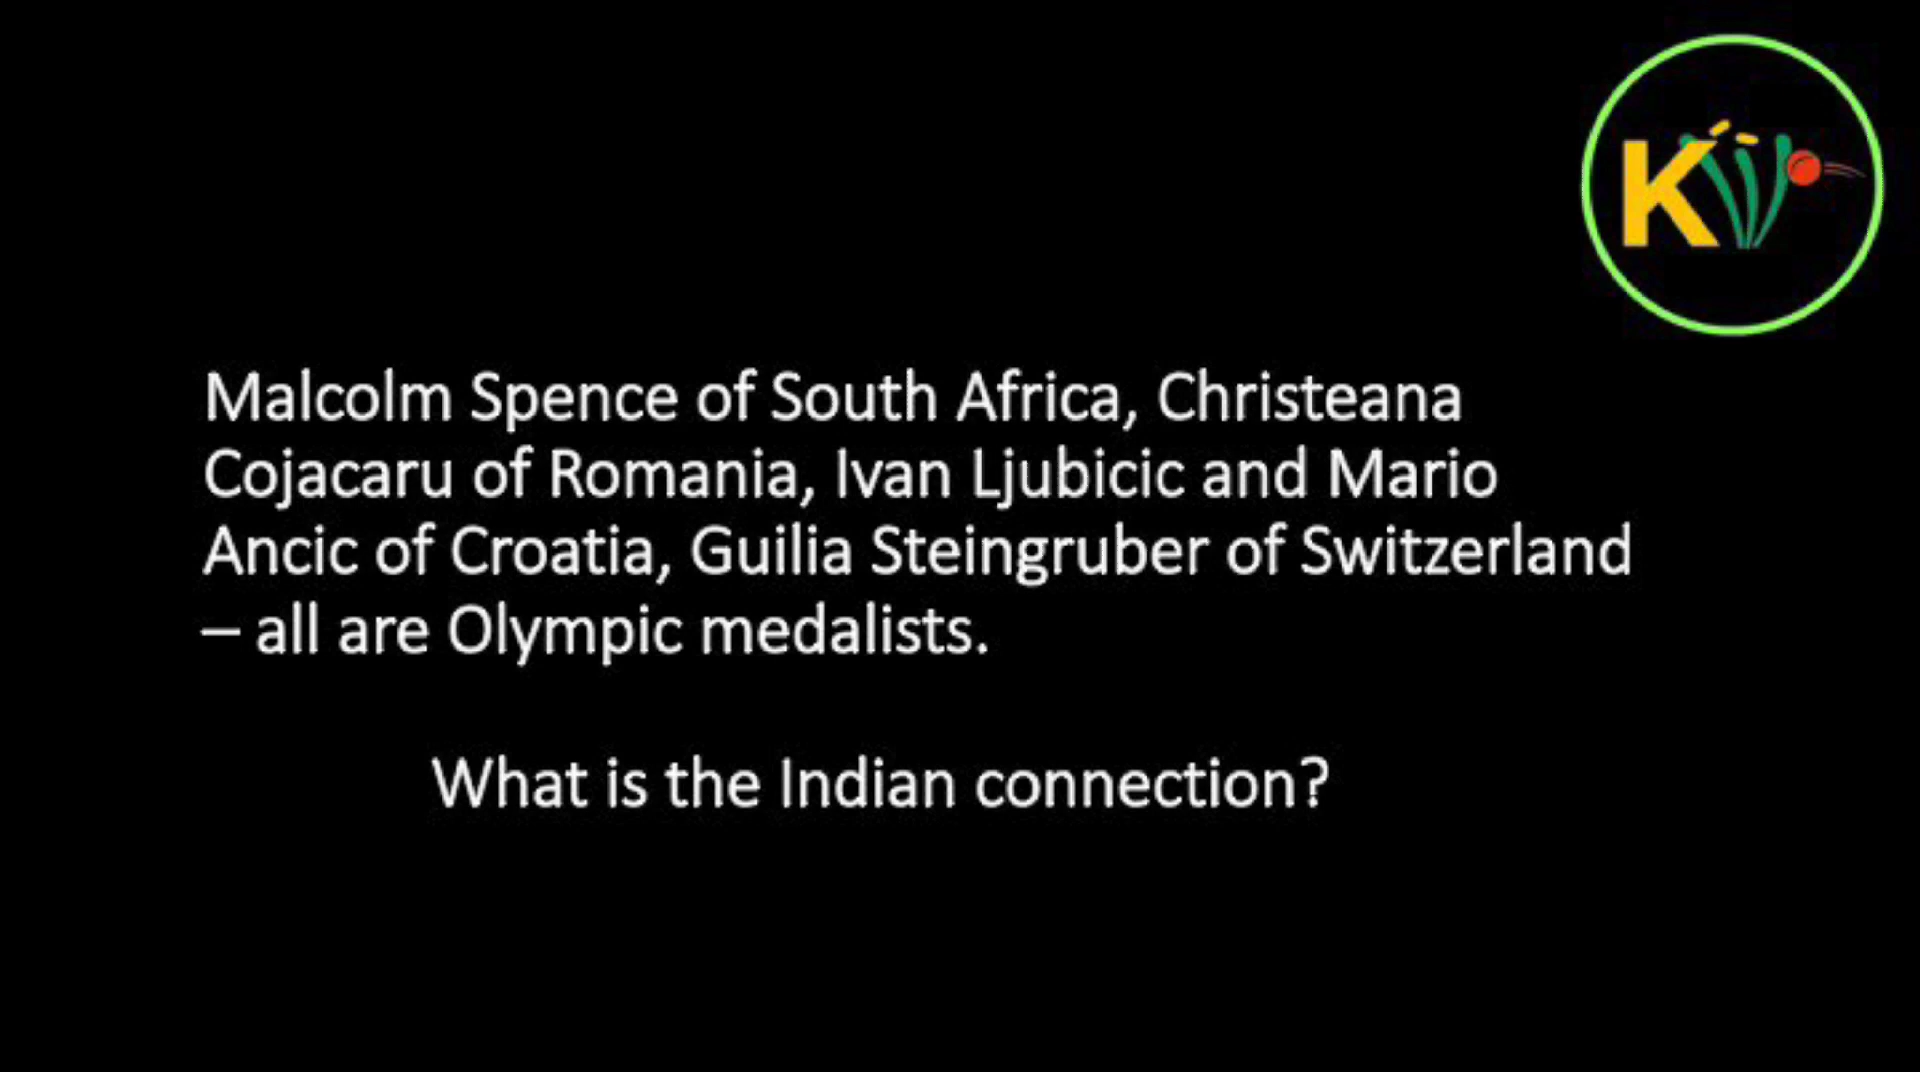 K
Malcolm Spence of South Africa, Christeana
Cojacaru of Romania, Ivan Ljubicic and Mario
Ancic of Croatia, Guilia Steingruber of Switzerland
– all are Olympic medalists.
What is the Indian connection?